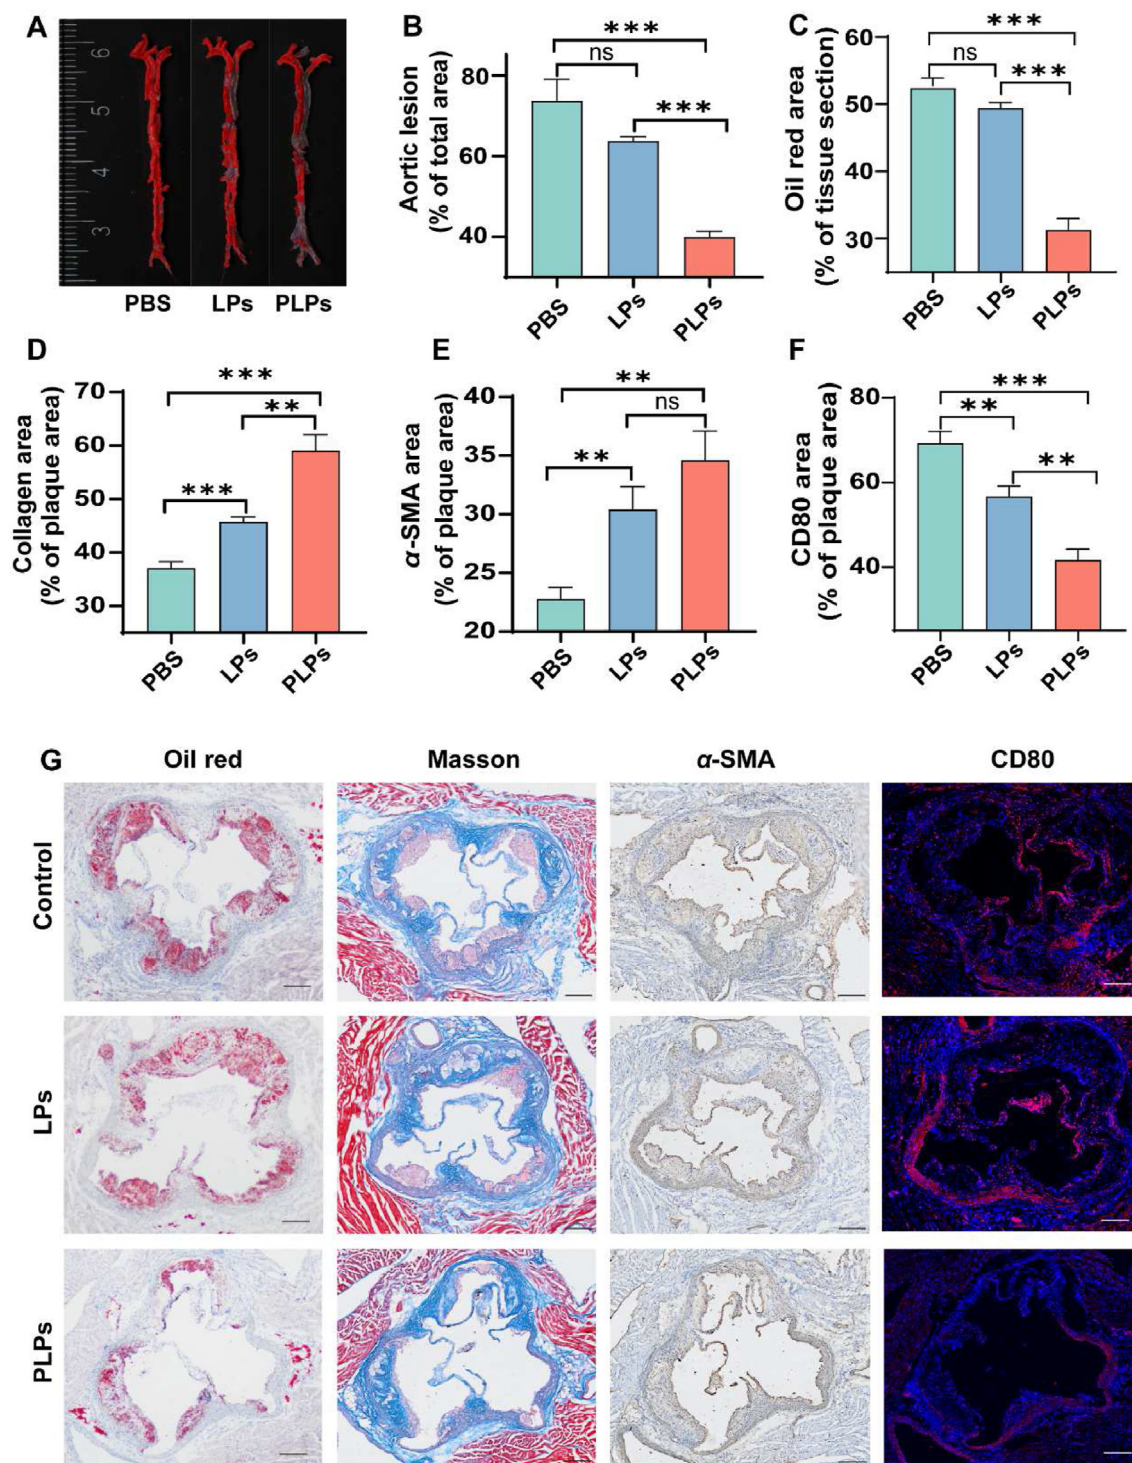 A
6
5
4
3
PBS LPs PLPs
B
***
ns
***
Aortic lesion
(% of total area)
80
60
40
PBS
LPs
PLPs
C
***
ns
***
Oil red area
(% of tissue section)
60
50
30
PBS
LPs
PLPs
D
***
**
***
Collagen area
(% of plaque area)
70
60
50
40
30
PBS
LPs
PLPs
E
**
ns
**
α-SMA area
(% of plaque area)
40
35
30
25
20
PBS
LPs
PLPs
F
***
**
**
CD80 area
(% of plaque area)
80
60
40
PBS
LPs
PLPs
G
Oil red Masson α-SMA CD80
Control
LPs
PLPs